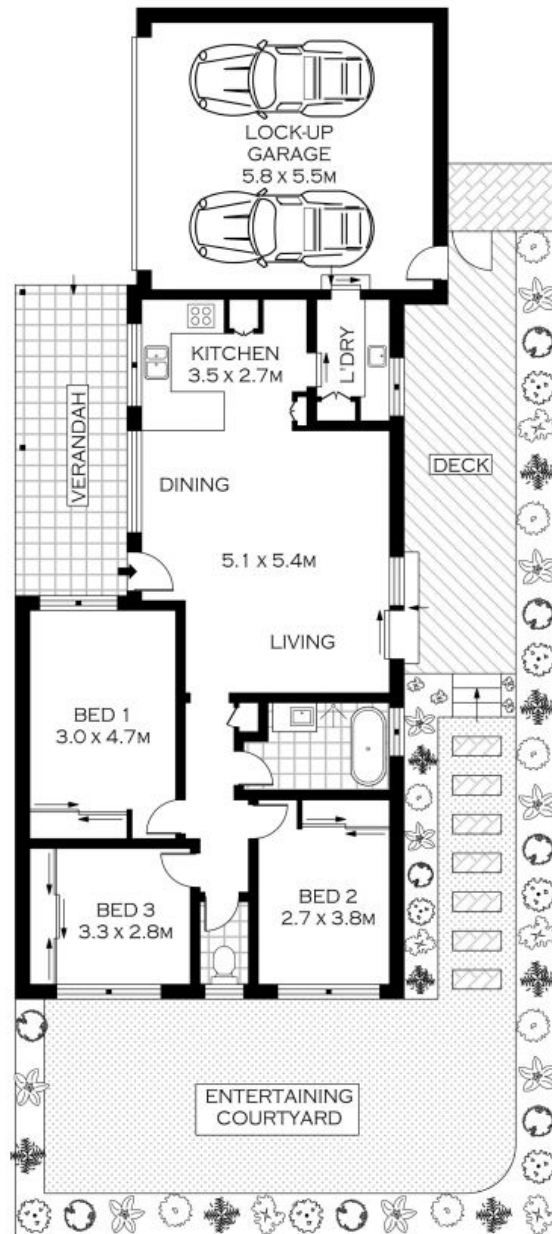 LOCK-UP
GARAGE
5.8 X 5.5M
KITCHEN
3.5 X 2.7M
L'DRY
VERANDAH
DINING
DECK
5.1 X 5.4M
LIVING
BED 1
3.0 X 4.7M
BED 3
3.3 X 2.8M
BED 2
2.7 X 3.8M
ENTERTAINING
COURTYARD